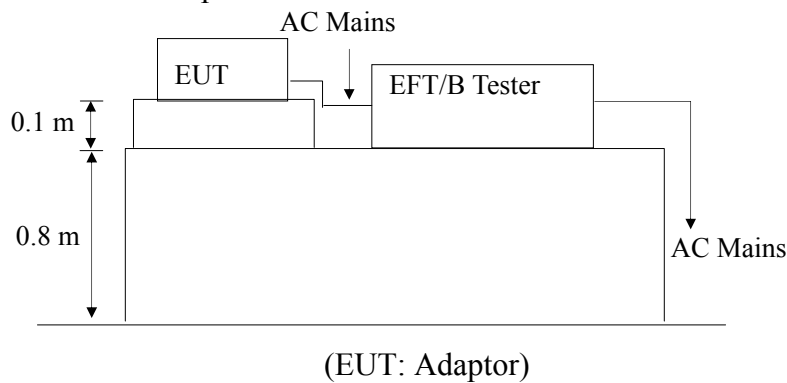 AC Mains
EUT
EFT/B Tester
0.1 m
0.8 m
AC Mains
(EUT: Adaptor)